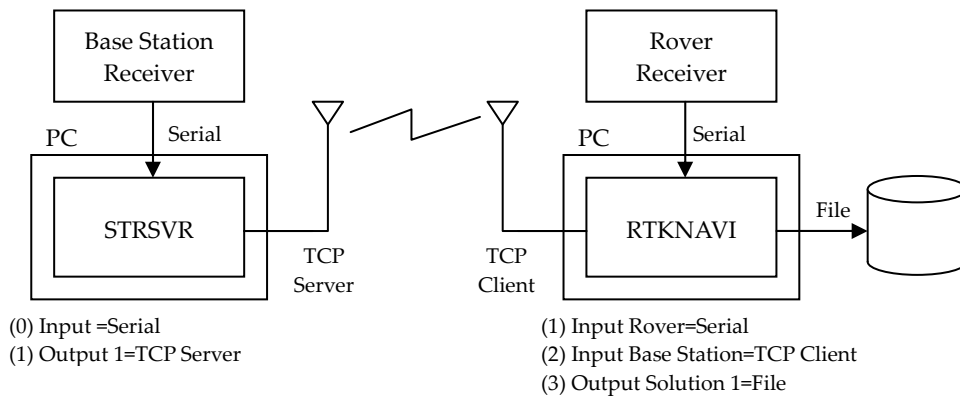 Base Station
Receiver
Rover
Receiver
PC
Serial
PC
Serial
STRSVR
RTKNAVI
File
TCP
Server
TCP
Client
(0) Input =Serial
(1) Output 1=TCP Server
(1) Input Rover=Serial
(2) Input Base Station=TCP Client
(3) Output Solution 1=File